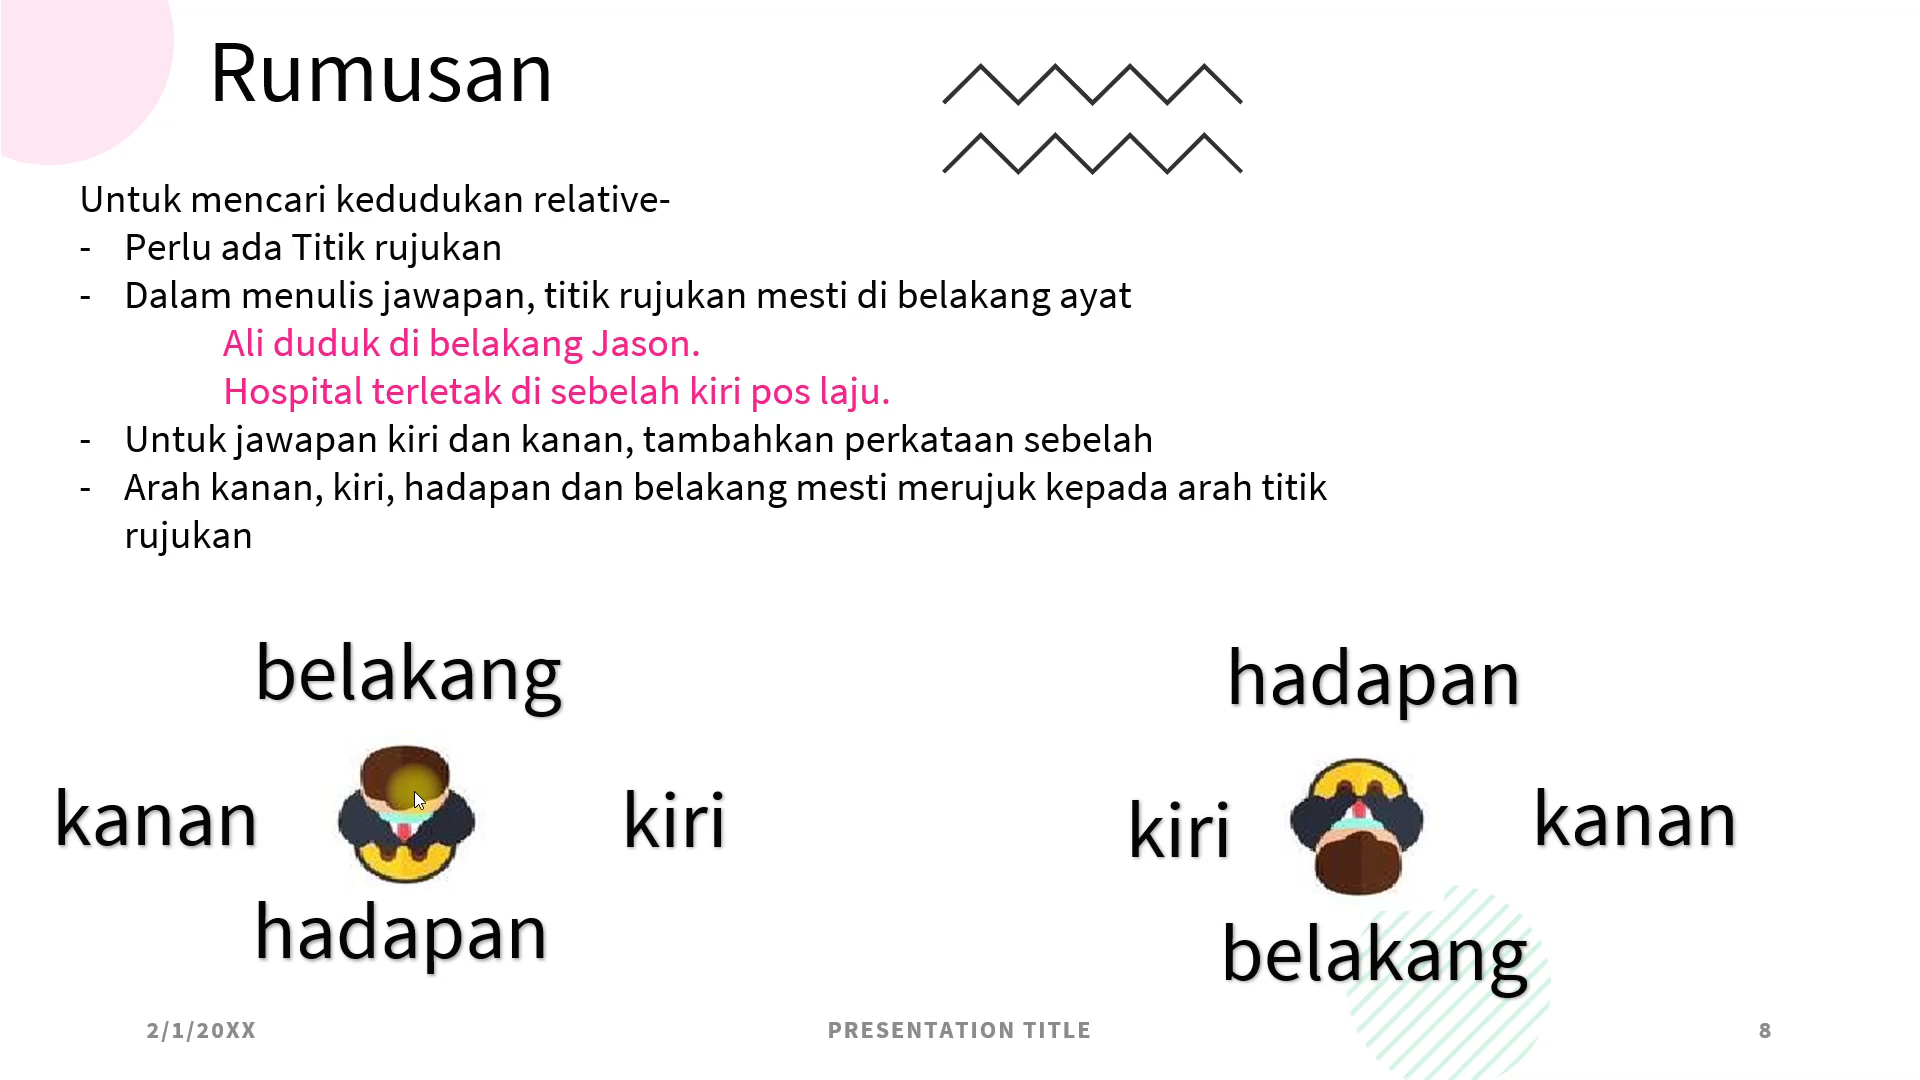 Rumusan
Untuk mencari kedudukan relative-
- Perlu ada Titik rujukan
- Dalam menulis jawapan, titik rujukan mesti di belakang ayat
Ali duduk di belakang Jason.
Hospital terletak di sebelah kiri pos laju.
- Untuk jawapan kiri dan kanan, tambahkan perkataan sebelah
- Arah kanan, kiri, hadapan dan belakang mesti merujuk kepada arah titik
rujukan
belakang
kanan
kiri
hadapan
hadapan
kiri
kanan
belakang
2/1/20XX
PRESENTATION TITLE
8